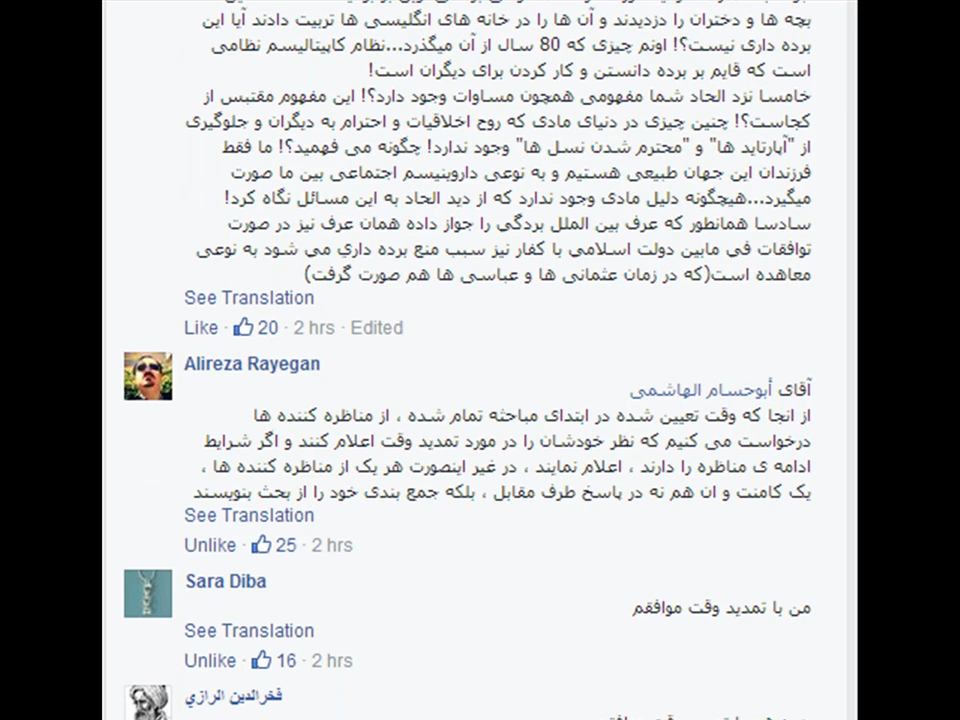 بچه ها و دختران را دزدیدند و آن ها را در خانه های انگلیسی ها تربیت دادند آیا این
برده داری نیست؟! اونم چیزی که 80 سال از آن میگذرد...نظام کاپیتالیسم نظامی
است که قایم بر برده دانستن و کار کردن برای دیگران است!
خامسا نزد الحاد شما مفهومی همچون مساوات وجود دارد؟! این مفهوم مقتبس از
کجاست؟! چنین چیزی در دنیای مادی که روح اخلاقیات و احترام به دیگران و جلوگیری
از "آپارتاید ها" و "محترم شدن نسل ها" وجود ندارد! چگونه می فهمید؟! ما فقط
فرزندان این جهان طبیعی هستیم و به نوعی داروینیسم اجتماعی بین ما صورت
میگیرد...هیچگونه دلیل مادی وجود ندارد که از دید الحاد به این مسائل نگاه کرد!
سادسا همانطور که عرف بین الملل بردگي را جواز داده همان عرف نیز در صورت
توافقات في مابین دولت اسلامي با کفار نیز سبب منع برده داري مي شود به نوعی
معاهده است(که در زمان عثمانی ها و عباسی ها هم صورت گرفت)
See Translation
Like · 20 · 2 hrs · Edited
Alireza Rayegan
آقای أبوحسام الهاشمی
از انجا که وقت تعیین شده در ابتدای مباحثه تمام شده ، از مناظره کننده ها
درخواست می کنیم که نظر خودشان را در مورد تمدید وقت اعلام کنند و اگر شرایط
ادامه ی مناظره را دارند ، اعلام نمایند ، در غیر اینصورت هر یک از مناظره کننده ها ،
یک کامنت و ان هم نه در پاسخ طرف مقابل ، بلکه جمع بندی خود را از بحث بنویسند
See Translation
Unlike · 25 · 2 hrs
Sara Diba
من با تمدید وقت موافقم
See Translation
Unlike · 16 · 2 hrs
فخرالدين الرازي